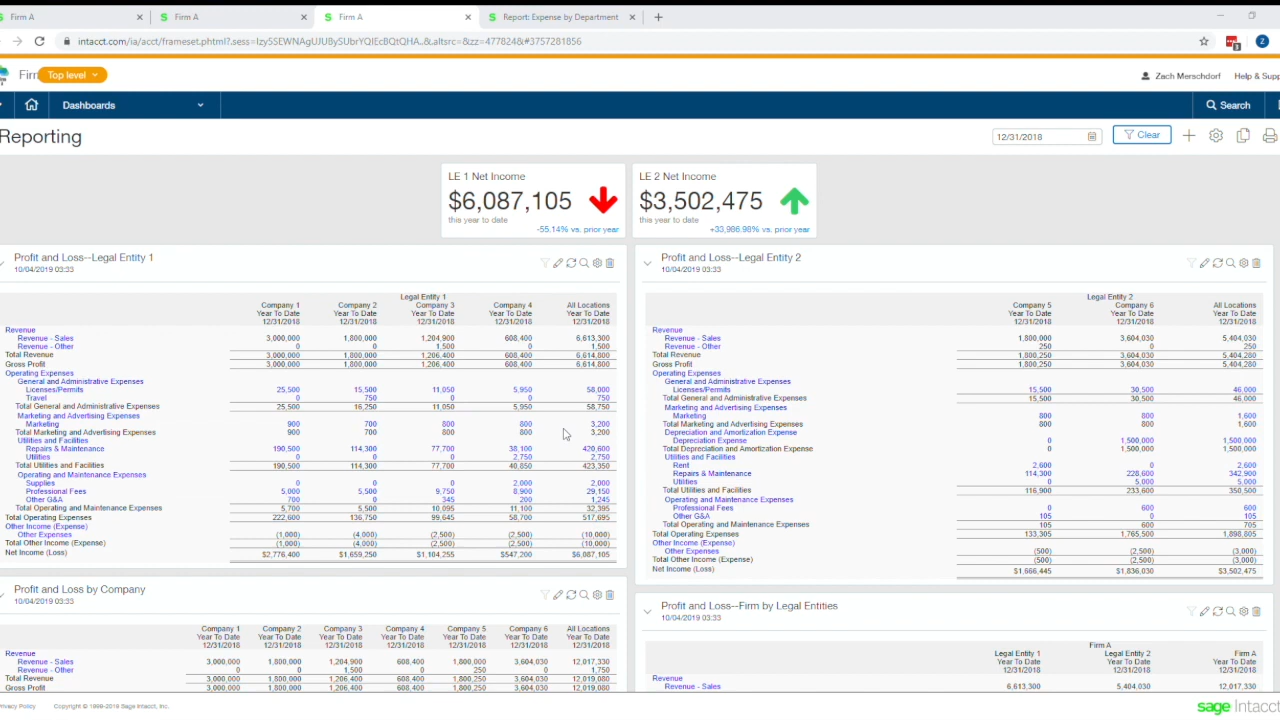 Firm A
Firm A
Firm A
Report: Expense by Department
intacct.com/ia/acct/frameset.phtml?.sess=
Firm
Top level
Zach Merschdorf
Help & Supp
Dashboards
Search
Reporting
12/31/2018
Clear
LE 1 Net Income
$6,087,105
this year to date
-55.14% vs. prior year
LE 2 Net Income
$3,502,475
this year to date
+33,986.98% vs. prior year
Profit and Loss--Legal Entity 1
10/04/2019 03:33
Legal Entity 1
Company 1 Company 2 Company 3 Company 4 All Locations
Year To Date Year To Date Year To Date Year To Date Year To Date
12/31/2018 12/31/2018 12/31/2018 12/31/2018 12/31/2018
Revenue
Revenue - Sales 3,000,000 1,800,000 1,204,900 608,400 6,613,300
Revenue - Other 0 0 1,500 0 1,500
Total Revenue 3,000,000 1,800,000 1,206,400 608,400 6,614,800
Gross Profit 3,000,000 1,800,000 1,206,400 608,400 6,614,800
Operating Expenses
General and Administrative Expenses
Licenses/Permits 25,500 15,500 11,050 5,950 58,000
Travel 0 750 0 0 750
Total General and Administrative Expenses 25,500 16,250 11,050 5,950 58,750
Marketing and Advertising Expenses
Marketing 900 700 800 800 3,200
Total Marketing and Advertising Expenses 900 700 800 800 3,200
Utilities and Facilities
Repairs & Maintenance 190,500 114,300 77,700 38,100 420,600
Utilities 0 0 0 2,750 2,750
Total Utilities and Facilities 190,500 114,300 77,700 40,850 423,350
Operating and Maintenance Expenses
Supplies 0 0 0 2,000 2,000
Professional Fees 5,000 5,500 9,750 8,900 29,150
Other G&A 700 0 345 200 1,245
Total Operating and Maintenance Expenses 5,700 5,500 10,095 11,100 32,395
Total Operating Expenses 222,600 136,750 99,645 58,700 517,695
Other Income (Expense)
Other Expenses (1,000) (4,000) (2,500) (2,500) (10,000)
Total Other Income (Expense) (1,000) (4,000) (2,500) (2,500) (10,000)
Net Income (Loss) $2,776,400 $1,659,250 $1,104,255 $547,200 $6,087,105
Profit and Loss--Legal Entity 2
10/04/2019 03:33
Legal Entity 2
Company 5 Company 6 All Locations
Year To Date Year To Date Year To Date
12/31/2018 12/31/2018 12/31/2018
Revenue
Revenue - Sales 1,800,000 3,604,030 5,404,030
Revenue - Other 250 0 250
Total Revenue 1,800,250 3,604,030 5,404,280
Gross Profit 1,800,250 3,604,030 5,404,280
Operating Expenses
General and Administrative Expenses
Licenses/Permits 15,500 30,500 46,000
Total General and Administrative Expenses 15,500 30,500 46,000
Marketing and Advertising Expenses
Marketing 800 800 1,600
Total Marketing and Advertising Expenses 800 800 1,600
Depreciation and Amortization Expense
Depreciation Expense 0 1,500,000 1,500,000
Total Depreciation and Amortization Expense 0 1,500,000 1,500,000
Utilities and Facilities
Rent 2,600 0 2,600
Repairs & Maintenance 114,300 228,600 342,900
Utilities 0 5,000 5,000
Total Utilities and Facilities 116,900 233,600 350,500
Operating and Maintenance Expenses
Professional Fees 0 600 600
Other G&A 105 0 105
Total Operating and Maintenance Expenses 105 600 705
Total Operating Expenses 133,305 1,765,500 1,898,805
Other Income (Expense)
Other Expenses (500) (2,500) (3,000)
Total Other Income (Expense) (500) (2,500) (3,000)
Net Income (Loss) $1,666,445 $1,836,030 $3,502,475
Profit and Loss by Company
10/04/2019 03:33
Company 1 Company 2 Company 3 Company 4 Company 5 Company 6 All Locations
Year To Date Year To Date Year To Date Year To Date Year To Date Year To Date Year To Date
12/31/2018 12/31/2018 12/31/2018 12/31/2018 12/31/2018 12/31/2018 12/31/2018
Revenue
Revenue - Sales 3,000,000 1,800,000 1,204,900 608,400 1,800,000 3,604,030 12,017,330
Revenue - Other 0 0 1,500 0 250 0 1,750
Total Revenue 3,000,000 1,800,000 1,206,400 608,400 1,800,250 3,604,030 12,019,080
Gross Profit 3,000,000 1,800,000 1,206,400 608,400 1,800,250 3,604,030 12,019,080
Profit and Loss--Firm by Legal Entities
10/04/2019 03:33
Firm A
Legal Entity 1 Legal Entity 2 Firm A
Year To Date Year To Date Year To Date
12/31/2018 12/31/2018 12/31/2018
Revenue
Revenue - Sales 6,613,300 5,404,030 12,017,330
Privacy Policy Copyright © 1999-2019 Sage Intacct, Inc.
sage Intacct